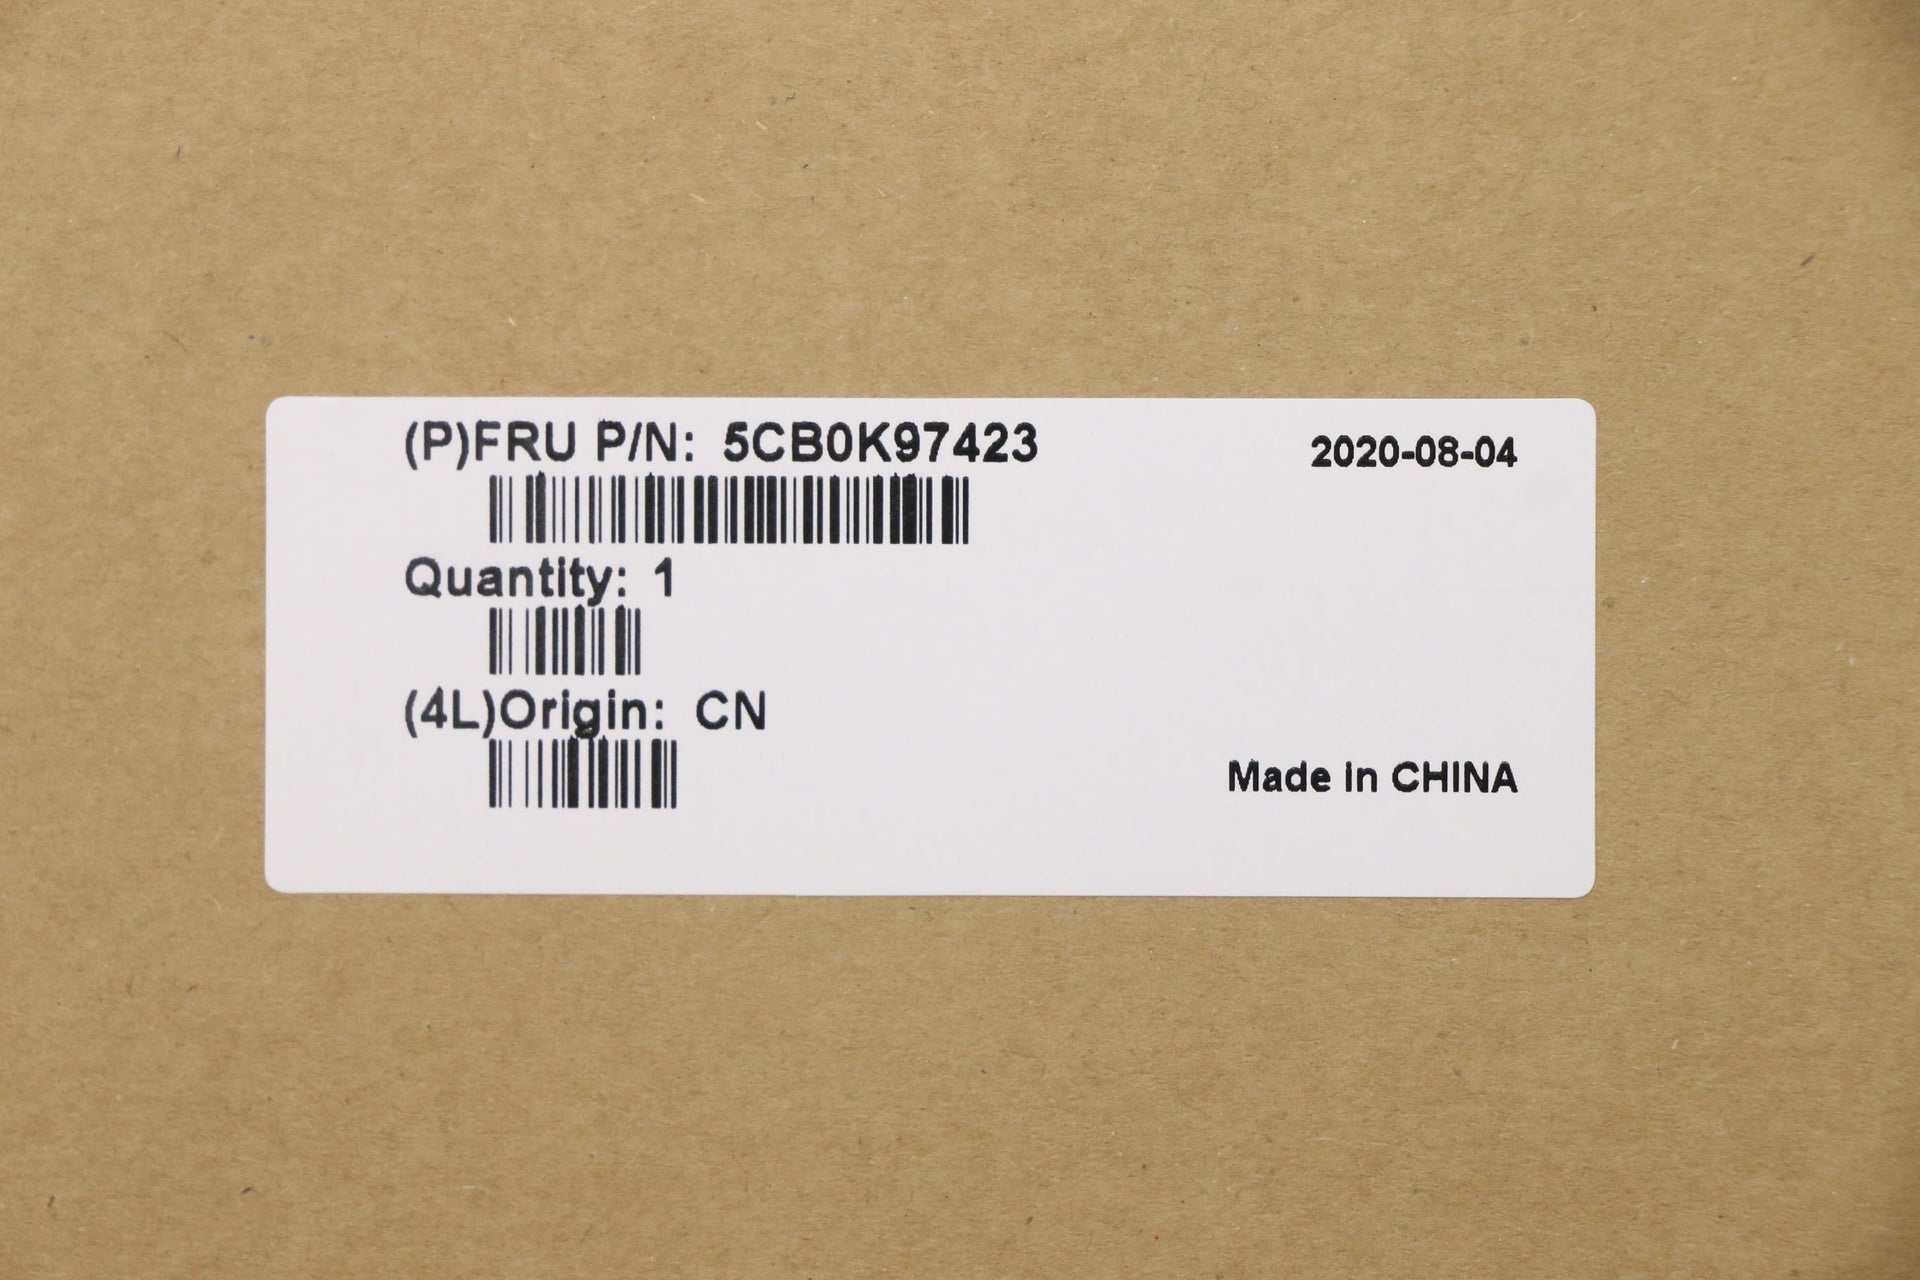 (P)FRU P/N: 5CB0K97423
2020-08-04
Quantity: 1
(4L)Origin: CN
Made in CHINA